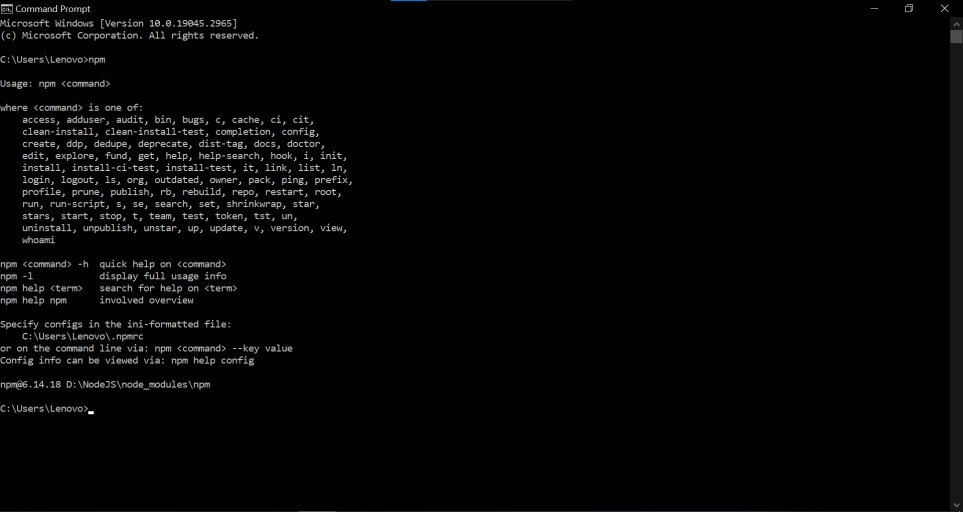 Command Prompt
Microsoft Windows [Version 10.0.19045.2965]
(c) Microsoft Corporation. All rights reserved.
C:\Users\Lenovo>npm
Usage: npm <command>
where <command> is one of:
access, adduser, audit, bin, bugs, c, cache, ci, cit,
clean-install, clean-install-test, completion, config,
create, ddp, dedupe, deprecate, dist-tag, docs, doctor,
edit, explore, fund, get, help, help-search, hook, i, init,
install, install-ci-test, install-test, it, link, list, ln,
login, logout, ls, org, outdated, owner, pack, ping, prefix,
profile, prune, publish, rb, rebuild, repo, restart, root,
run, run-script, s, se, search, set, shrinkwrap, star,
stars, start, stop, t, team, test, token, tst, un,
uninstall, unpublish, unstar, up, update, v, version, view,
whoami
npm <command> -h  quick help on <command>
npm -l            display full usage info
npm help <term>   search for help on <term>
npm help npm      involved overview
Specify configs in the ini-formatted file:
C:\Users\Lenovo\.npmrc
or on the command line via: npm <command> --key value
Config info can be viewed via: npm help config
npm@6.14.18 D:\NodeJS\node_modules\npm
C:\Users\Lenovo>